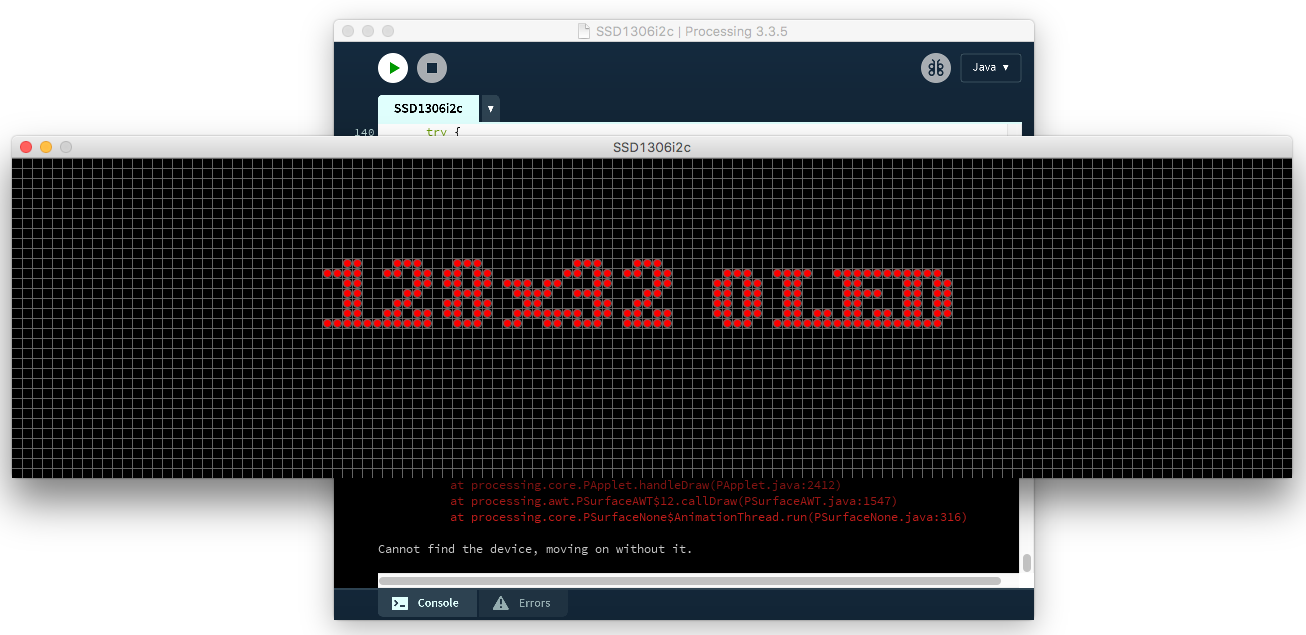 SSD1306i2c | Processing 3.3.5
Java ▾
SSD1306i2c ▾
140 try {
SSD1306i2c
128x32 OLED
at processing.core.PApplet.handleDraw(PApplet.java:2412)
at processing.awt.PSurfaceAWT$12.callDraw(PSurfaceAWT.java:1547)
at processing.core.PSurfaceNone$AnimationThread.run(PSurfaceNone.java:316)
Cannot find the device, moving on without it.
Console Errors